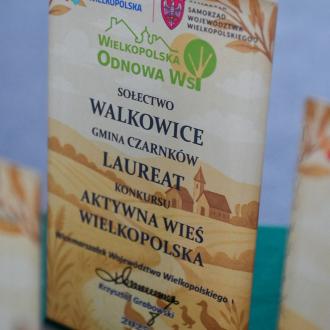 WIELKOPOLSKA
SAMORZĄD
WOJEWÓDZTWA
WIELKOPOLSKIEGO
WIELKOPOLSKA
ODNOWA WSI
SOŁECTWO
WALKOWICE
GMINA CZARNKÓW
LAUREAT
KONKURSU
AKTYWNA WIEŚ
WIELKOPOLSKA
Wicemarszałek Województwa Wielkopolskiego
Krzysztof Grabowski